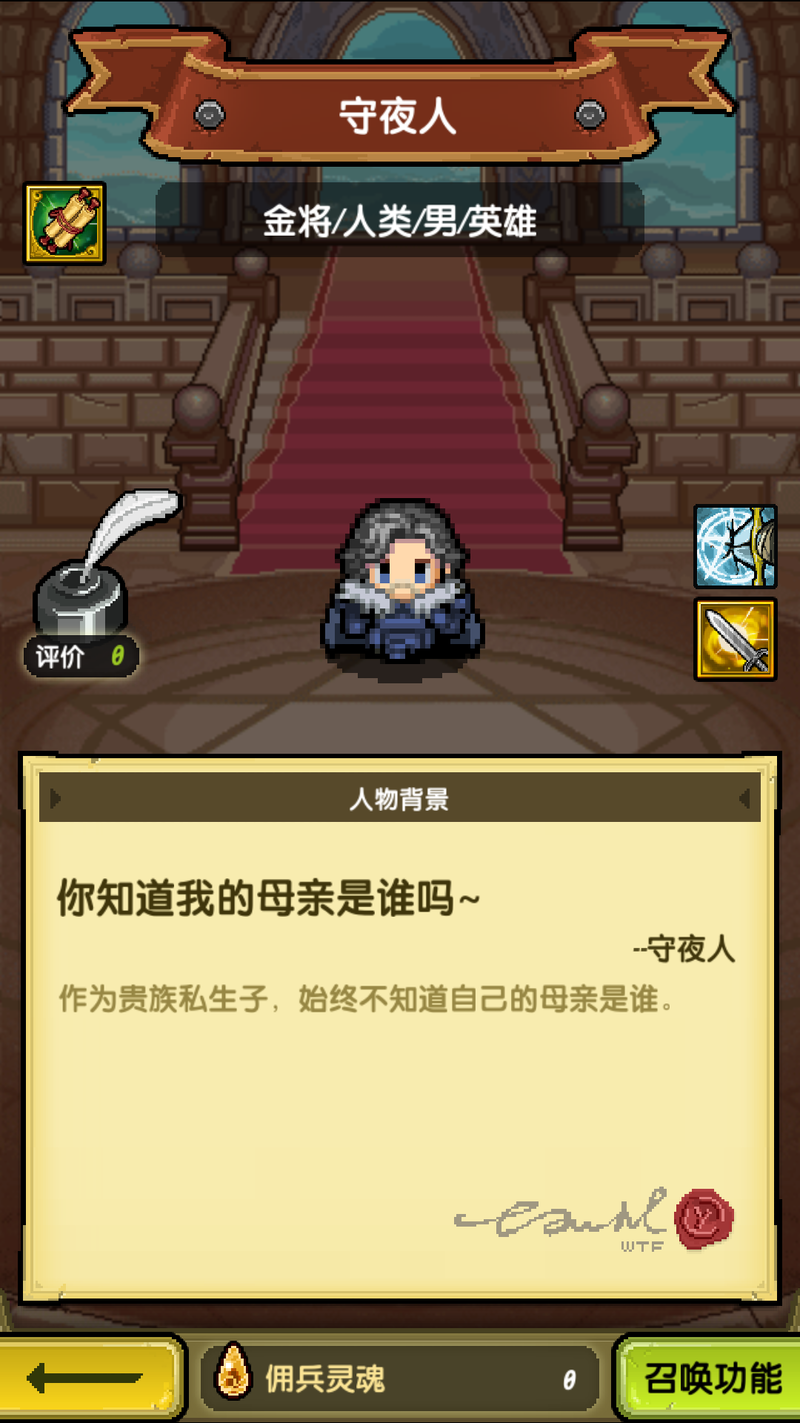 守夜人
金将/人类/男/英雄
评价 0
人物背景
你知道我的母亲是谁吗~
--守夜人
作为贵族私生子，始终不知道自己的母亲是谁。
WTF
佣兵灵魂 0
召唤功能